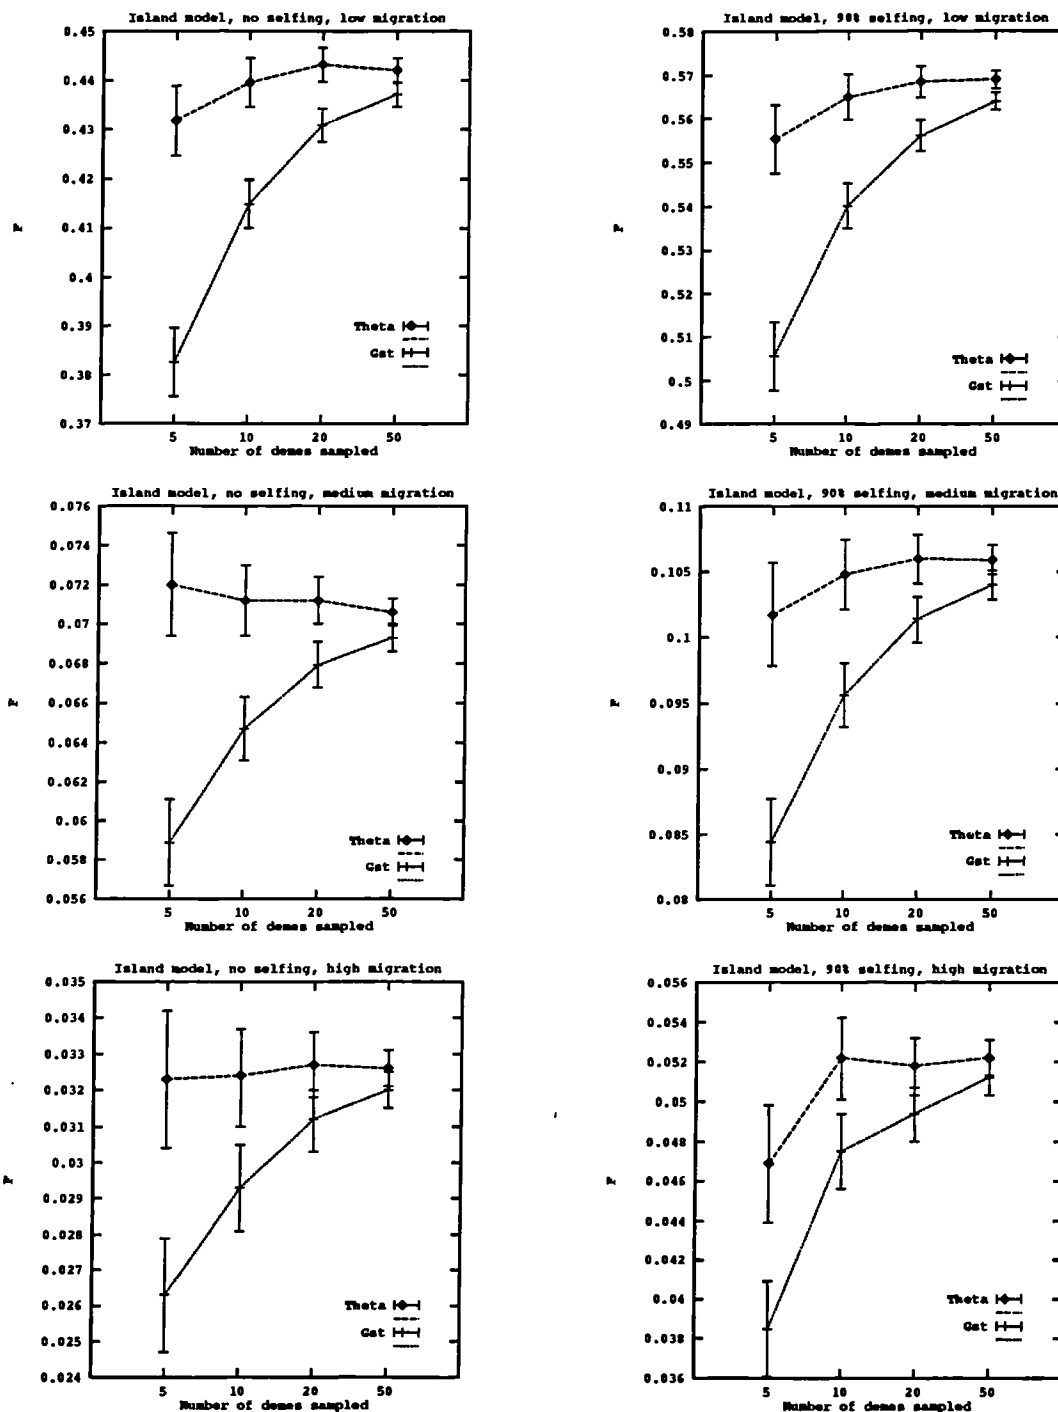 Island model, no selfing, low migration
0.45
0.44
0.43
0.42
0.41
0.4
0.39
0.38
0.37
F
Theta
Gst
5 10 20 50
Number of demes sampled
Island model, 90% selfing, low migration
0.58
0.57
0.56
0.55
0.54
0.53
0.52
0.51
0.5
0.49
F
Theta
Gst
5 10 20 50
Number of demes sampled
Island model, no selfing, medium migration
0.076
0.074
0.072
0.07
0.068
0.066
0.064
0.062
0.06
0.058
0.056
F
Theta
Gst
5 10 20 50
Number of demes sampled
Island model, 90% selfing, medium migration
0.11
0.105
0.1
0.095
0.09
0.085
0.08
F
Theta
Gst
5 10 20 50
Number of demes sampled
Island model, no selfing, high migration
0.035
0.034
0.033
0.032
0.031
0.03
0.029
0.028
0.027
0.026
0.025
0.024
F
Theta
Gst
5 10 20 50
Number of demes sampled
Island model, 90% selfing, high migration
0.056
0.054
0.052
0.05
0.048
0.046
0.044
0.042
0.04
0.038
0.036
F
Theta
Gst
5 10 20 50
Number of demes sampled